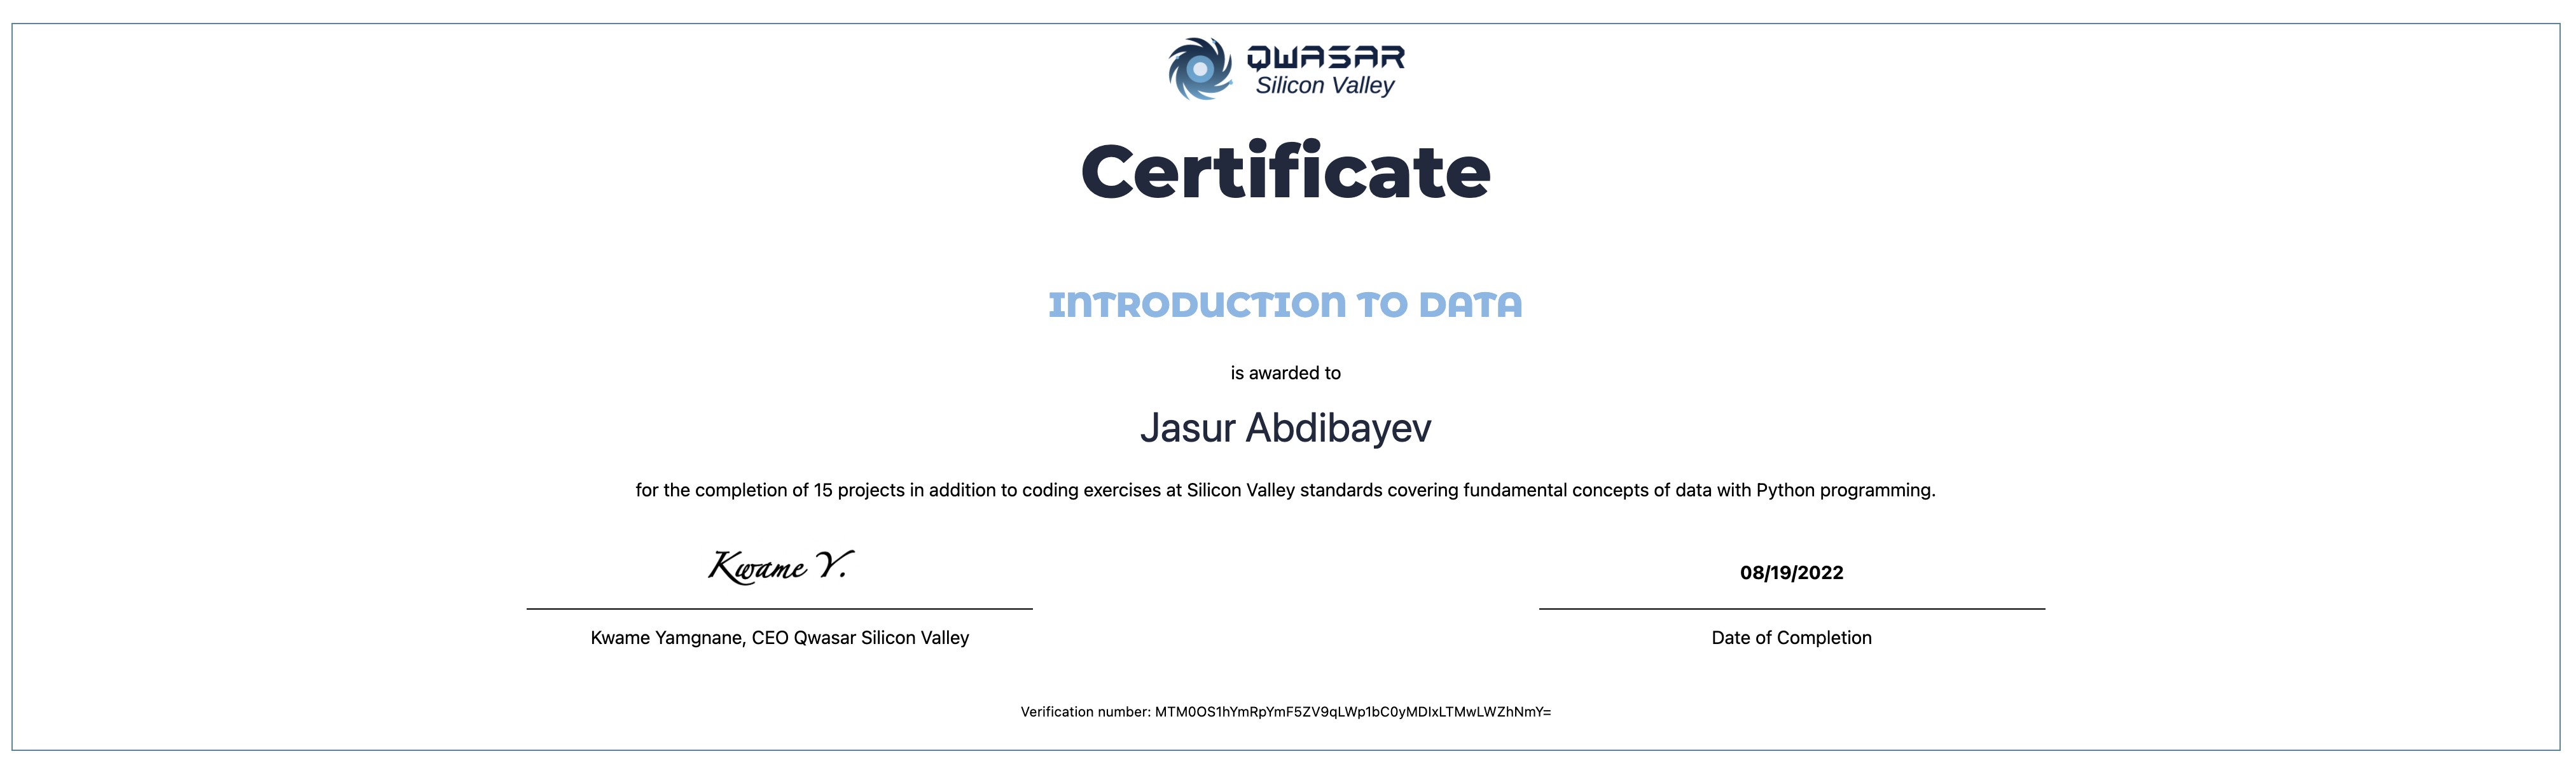 QWASAR
Silicon Valley
Certificate
INTRODUCTION TO DATA
is awarded to
Jasur Abdibayev
for the completion of 15 projects in addition to coding exercises at Silicon Valley standards covering fundamental concepts of data with Python programming.
Kwame Y.
08/19/2022
Kwame Yamgnane, CEO Qwasar Silicon Valley
Date of Completion
Verification number: MTM0OS1hYmRpYmF5ZV9qLWp1bC0yMDIxLTMwLWZhNmY=